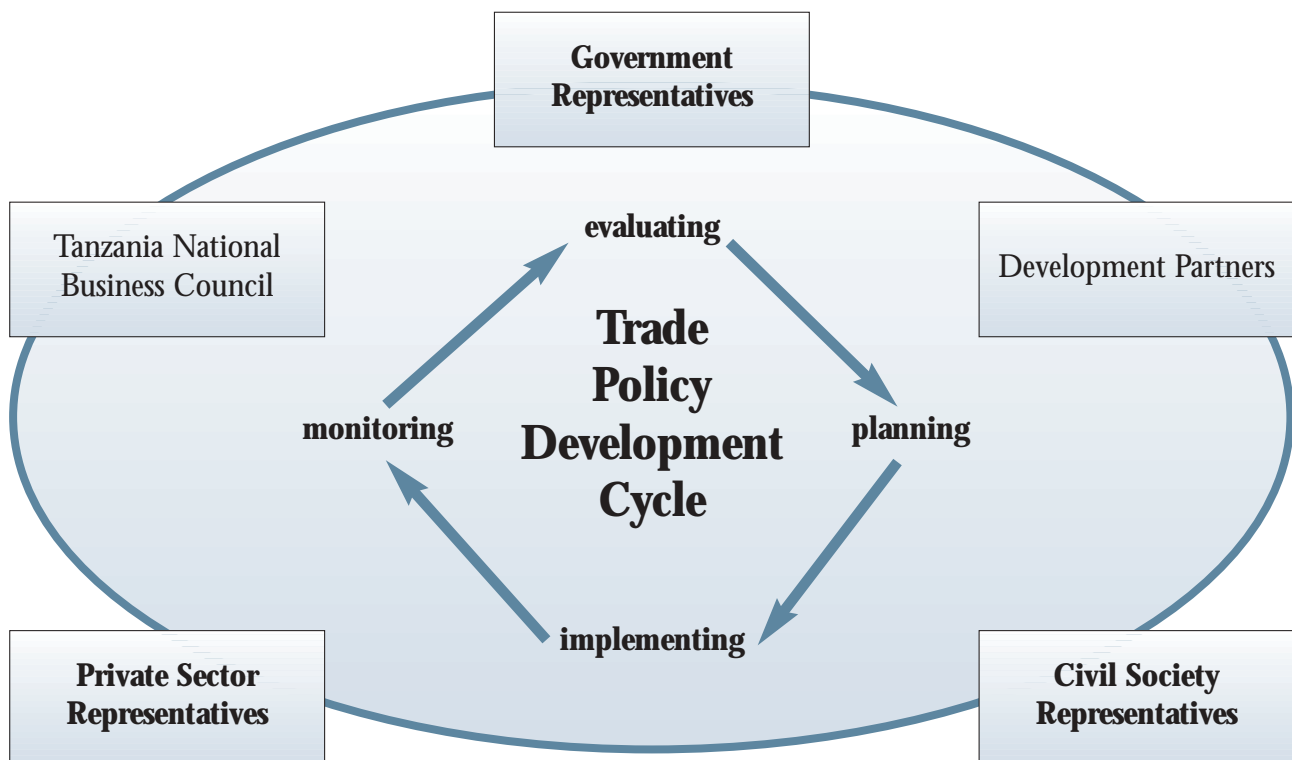 Government
Representatives
Tanzania National
Business Council
Development Partners
evaluating
Trade
Policy
Development
Cycle
monitoring
planning
implementing
Private Sector
Representatives
Civil Society
Representatives